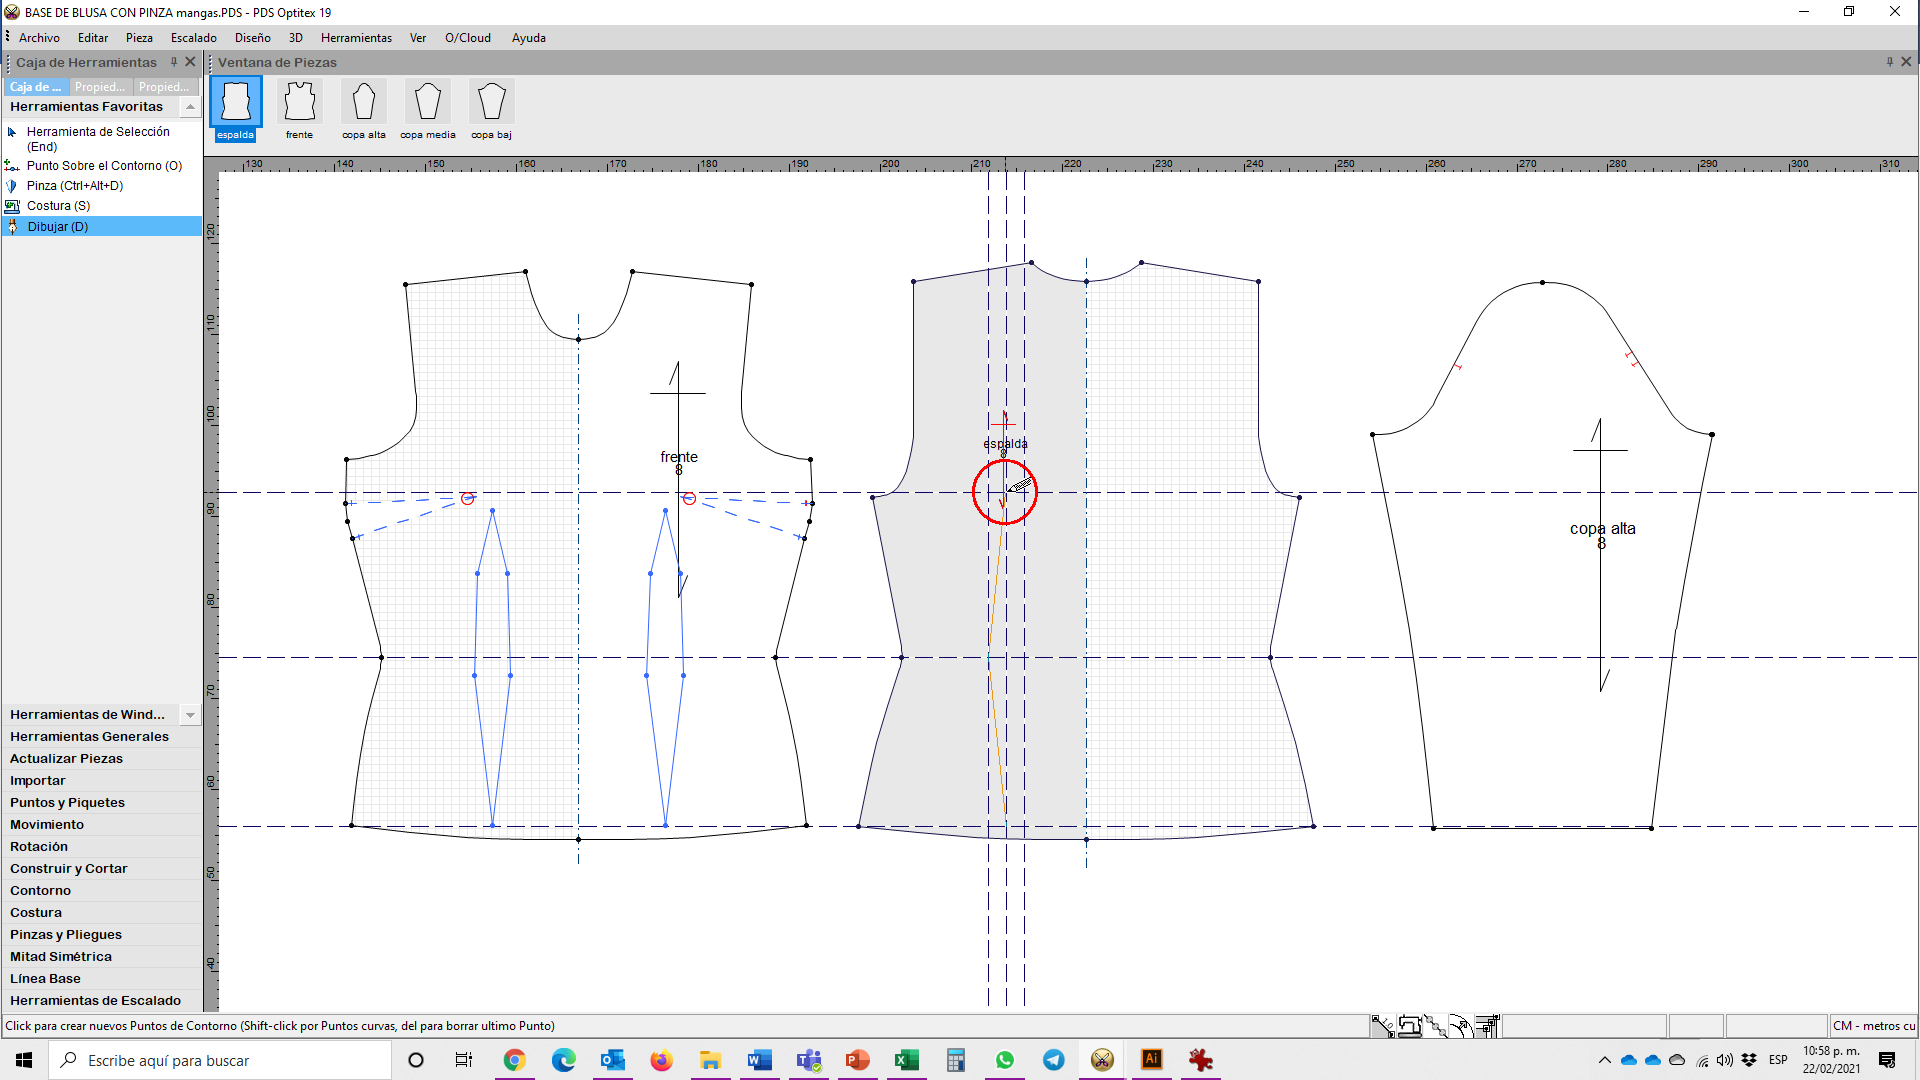 BASE DE BLUSA CON PINZA mangas.PDS - PDS Optitex 19
Archivo Editar Pieza Escalado Diseño 3D Herramientas Ver O/Cloud Ayuda
Caja de Herramientas
Ventana de Piezas
Caja de ... Propied... Propied...
Herramientas Favoritas
Herramienta de Selección
(End)
Punto Sobre el Contorno (O)
Pinza (Ctrl+Alt+D)
Costura (S)
Dibujar (D)
espalda frente copa alta copa media copa baj
130 140 150 160 170 180 190 200 210 220 230 240 250 260 270 280 290 300 310
120
110
100
90
80
70
60
50
40
frente
8
espalda
8
copa alta
8
Herramientas de Wind...
Herramientas Generales
Actualizar Piezas
Importar
Puntos y Piquetes
Movimiento
Rotación
Construir y Cortar
Contorno
Costura
Pinzas y Pliegues
Mitad Simétrica
Línea Base
Herramientas de Escalado
Click para crear nuevos Puntos de Contorno (Shift-click por Puntos curvas, del para borrar ultimo Punto)
CM - metros cu
Escribe aquí para buscar
ESP
10:58 p. m.
22/02/2021